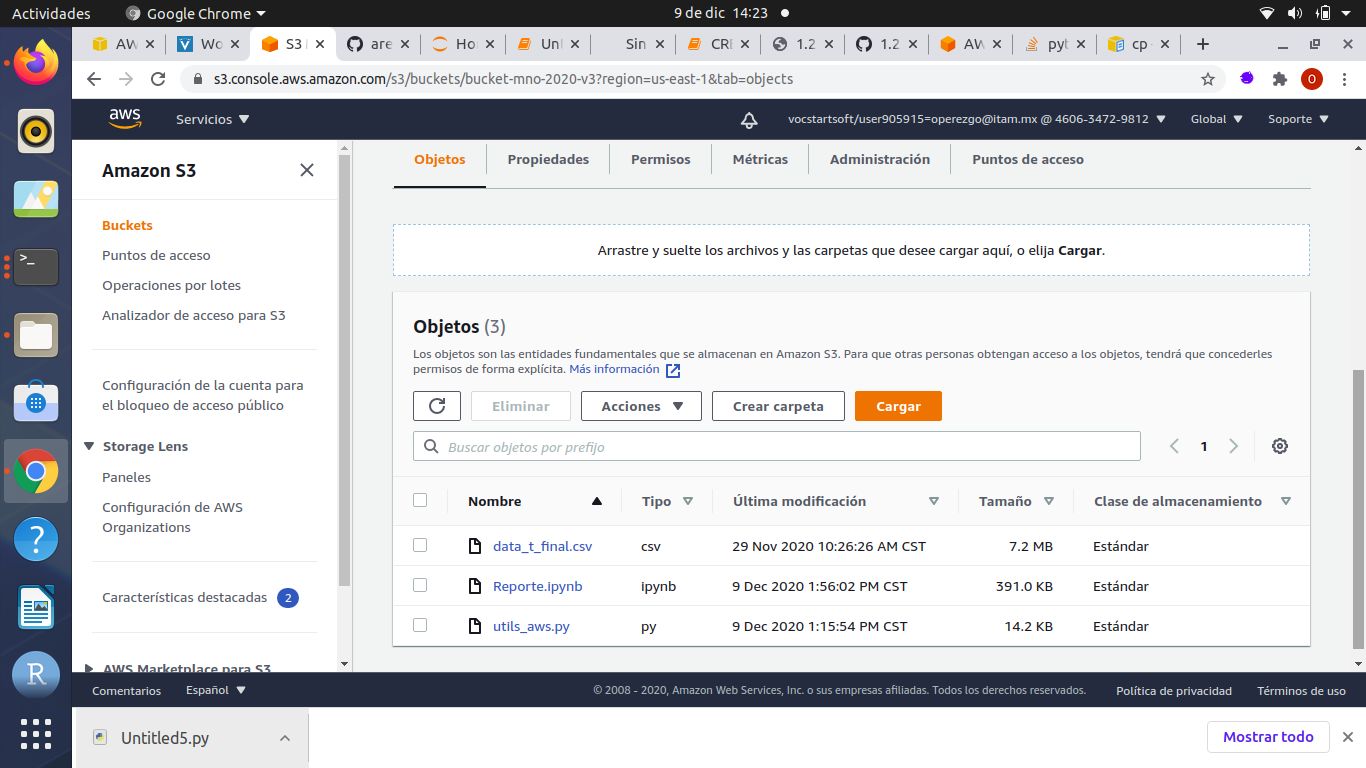 Actividades
Google Chrome
9 de dic 14:23
AW
Wo
S3
are
Ho
Unl
Sin
CRI
1.2
1.2
AW
pyt
cp
s3.console.aws.amazon.com/s3/buckets/bucket-mno-2020-v3?region=us-east-1&tab=objects
O
aws
Servicios
vocstartsoft/user905915=operezgo@itam.mx @ 4606-3472-9812
Global
Soporte
Amazon S3
Buckets
Puntos de acceso
Operaciones por lotes
Analizador de acceso para S3
Configuración de la cuenta para
el bloqueo de acceso público
Storage Lens
Paneles
Configuración de AWS
Organizations
Características destacadas 2
AWS Marketplace para S3
Objetos
Propiedades
Permisos
Métricas
Administración
Puntos de acceso
Arrastre y suelte los archivos y las carpetas que desee cargar aquí, o elija Cargar.
Objetos (3)
Los objetos son las entidades fundamentales que se almacenan en Amazon S3. Para que otras personas obtengan acceso a los objetos, tendrá que concederles
permisos de forma explícita. Más información
Eliminar
Acciones
Crear carpeta
Cargar
Buscar objetos por prefijo
1
Nombre Tipo Última modificación Tamaño Clase de almacenamiento
data_t_final.csv csv 29 Nov 2020 10:26:26 AM CST 7.2 MB Estándar
Reporte.ipynb ipynb 9 Dec 2020 1:56:02 PM CST 391.0 KB Estándar
utils_aws.py py 9 Dec 2020 1:15:54 PM CST 14.2 KB Estándar
Comentarios
Español
© 2008 - 2020, Amazon Web Services, Inc. o sus empresas afiliadas. Todos los derechos reservados.
Política de privacidad
Términos de uso
Untitled5.py
Mostrar todo